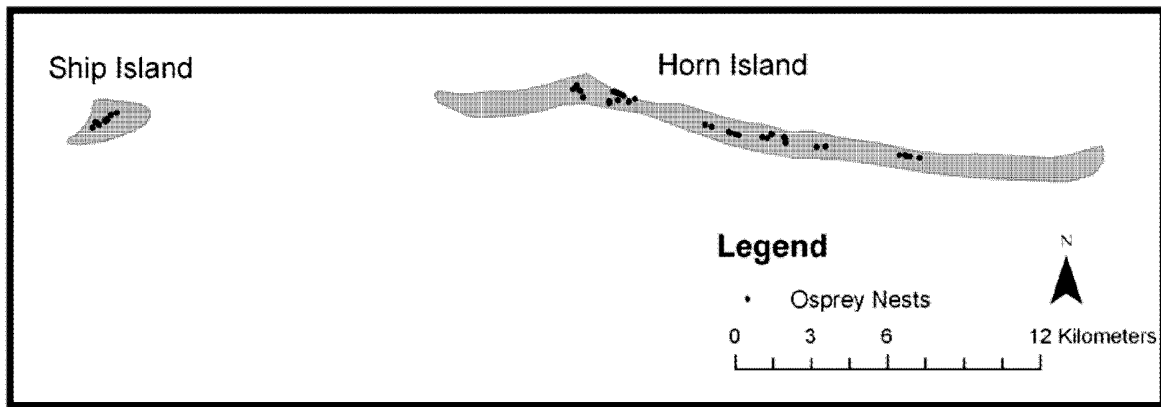 Ship Island
Horn Island
Legend
N
Osprey Nests
0 3 6 12 Kilometers